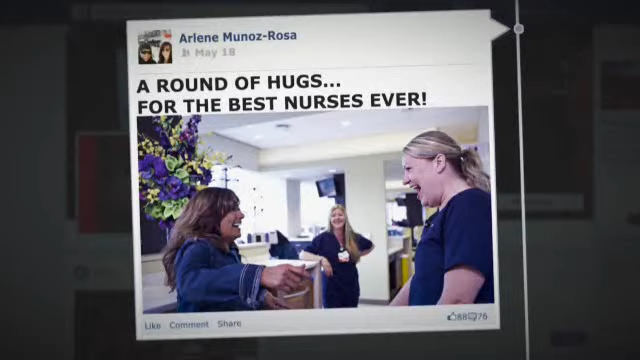 Arlene Munoz-Rosa
May 18
A ROUND OF HUGS...
FOR THE BEST NURSES EVER!
Like Comment Share
88 76